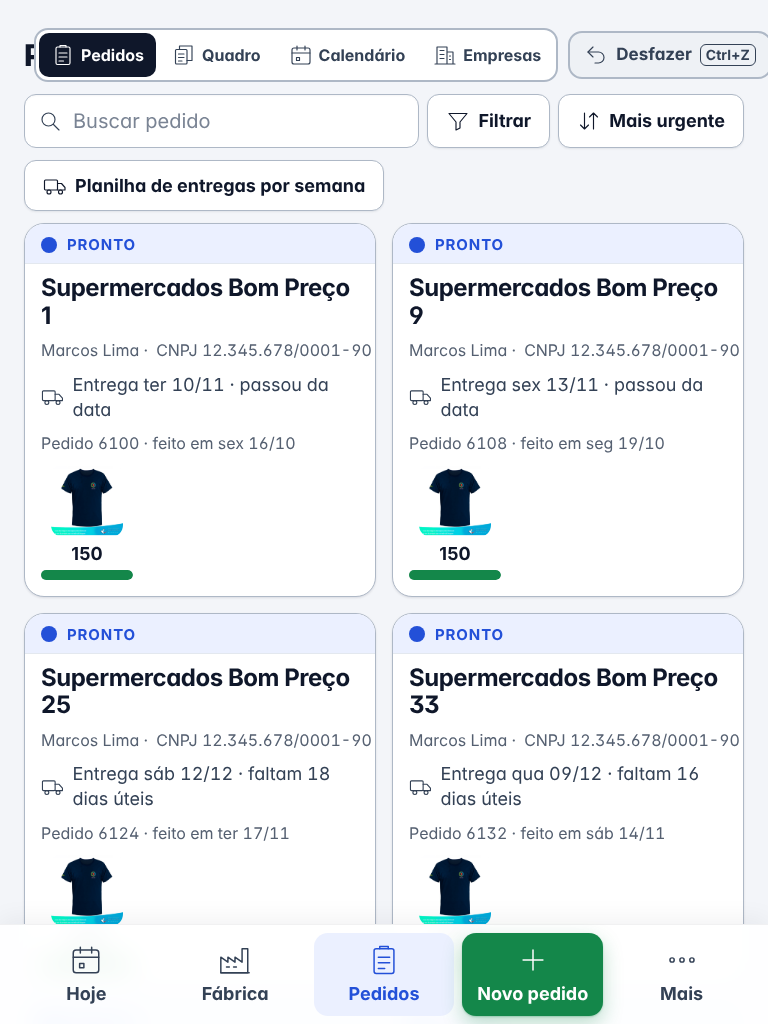 P
Pedidos
Quadro
Calendário
Empresas
Desfazer Ctrl+Z
Buscar pedido
Filtrar
Mais urgente
Planilha de entregas por semana
PRONTO
Supermercados Bom Preço
1
Marcos Lima · CNPJ 12.345.678/0001-90
Entrega ter 10/11 · passou da
data
Pedido 6100 · feito em sex 16/10
150
PRONTO
Supermercados Bom Preço
9
Marcos Lima · CNPJ 12.345.678/0001-90
Entrega sex 13/11 · passou da
data
Pedido 6108 · feito em seg 19/10
150
PRONTO
Supermercados Bom Preço
25
Marcos Lima · CNPJ 12.345.678/0001-90
Entrega sáb 12/12 · faltam 18
dias úteis
Pedido 6124 · feito em ter 17/11
PRONTO
Supermercados Bom Preço
33
Marcos Lima · CNPJ 12.345.678/0001-90
Entrega qua 09/12 · faltam 16
dias úteis
Pedido 6132 · feito em sáb 14/11
Hoje
Fábrica
Pedidos
Novo pedido
Mais